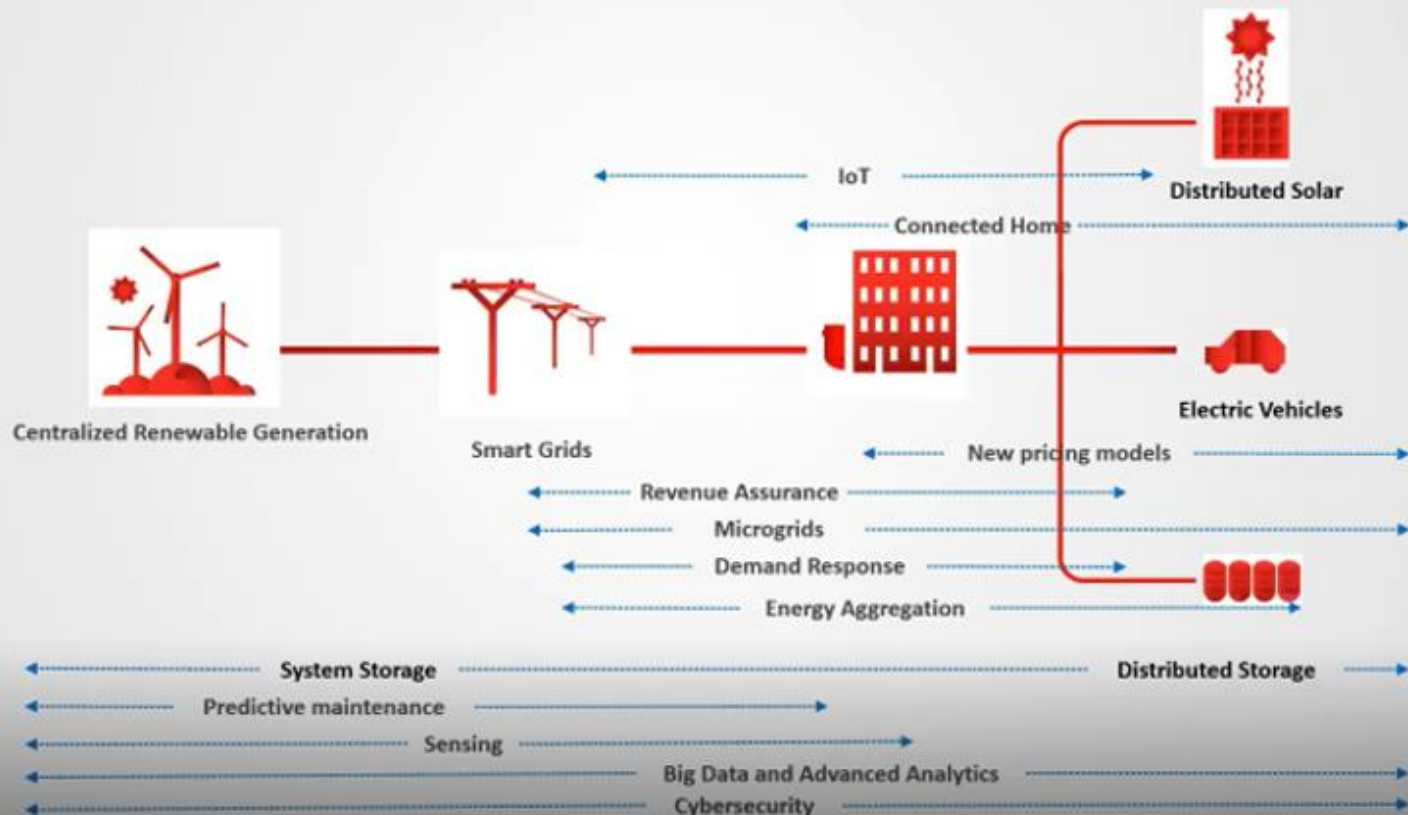 IoT
Distributed Solar
Connected Home
Centralized Renewable Generation
Smart Grids
Electric Vehicles
New pricing models
Revenue Assurance
Microgrids
Demand Response
Energy Aggregation
System Storage Distributed Storage
Predictive maintenance
Sensing
Big Data and Advanced Analytics
Cybersecurity